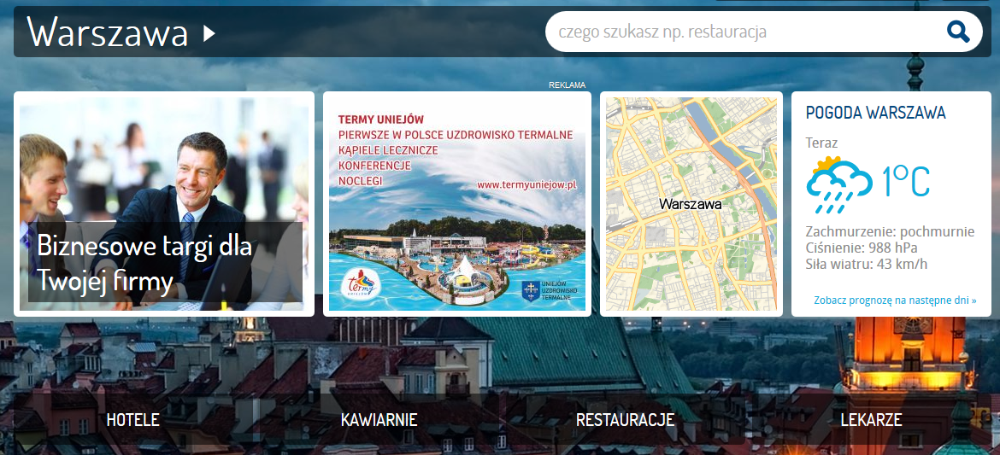 Warszawa
czego szukasz np. restauracja
REKLAMA
Biznesowe targi dla
Twojej firmy
TERMY UNIEJÓW
PIERWSZE W POLSCE UZDROWISKO TERMALNE
KĄPIELE LECZNICZE
KONFERENCJE
NOCLEGI
www.termyuniejow.pl
termy
UNIEJÓW
UNIEJÓW
UZDROWISKO
TERMALNE
Warszawa
POGODA WARSZAWA
Teraz
1°C
Zachmurzenie: pochmurnie
Ciśnienie: 988 hPa
Siła wiatru: 43 km/h
Zobacz prognozę na następne dni »
HOTELE
KAWIARNIE
RESTAURACJE
LEKARZE